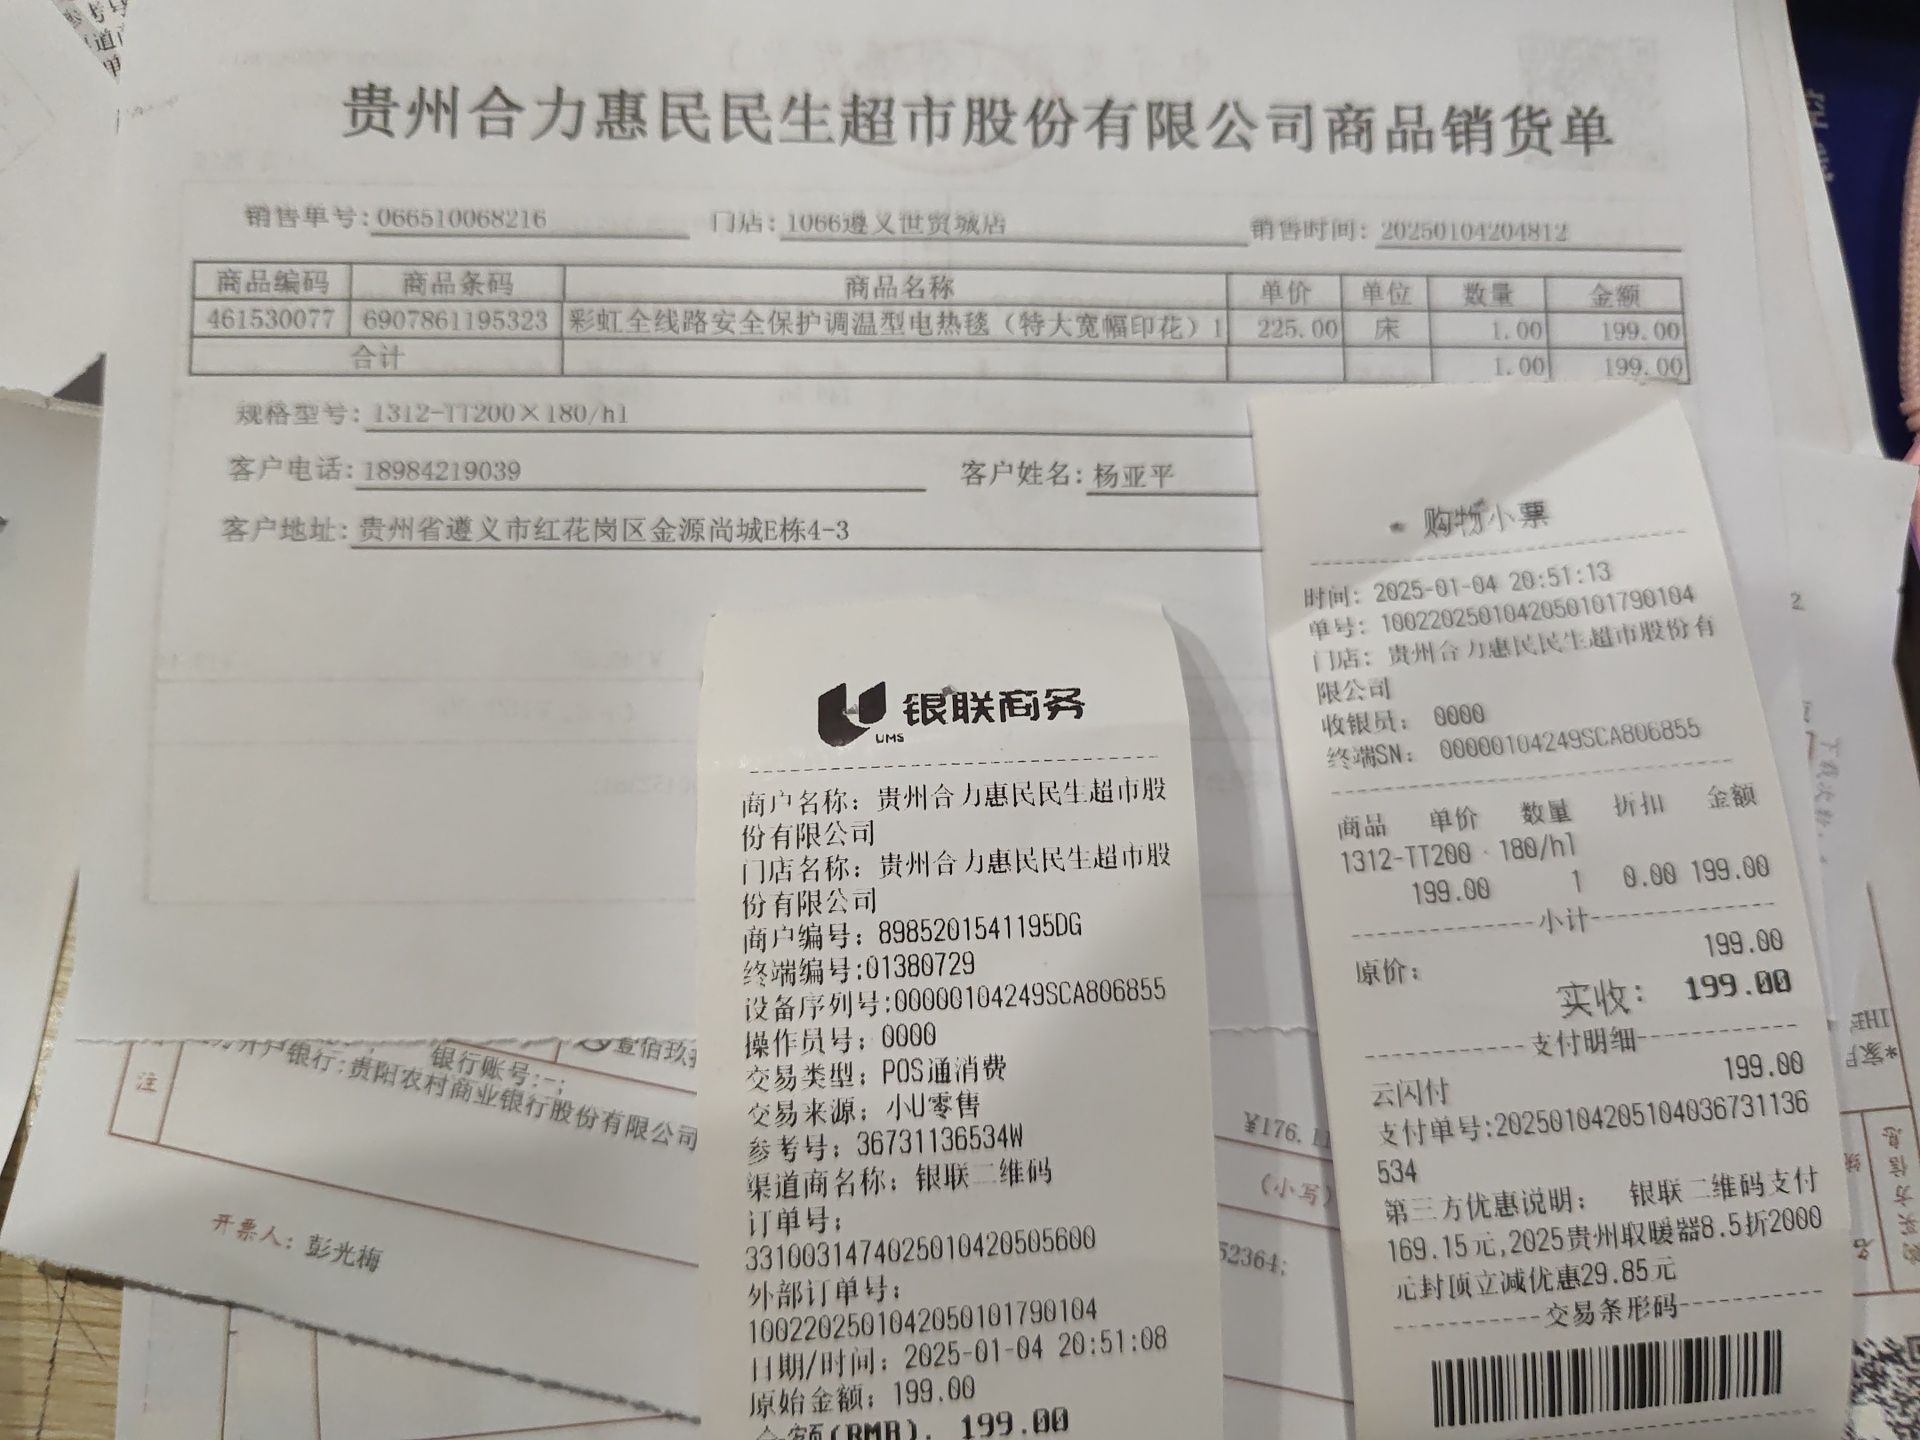 贵州合力惠民民生超市股份有限公司商品销货单
销售单号:066510068216 门店:1066遵义世贸城店 销售时间:20250104204812
商品编码 商品条码 商品名称 单价 单位 数量 金额
461530077 6907861195323 彩虹全线路安全保护调温型电热毯（特大宽幅印花）1 225.00 床 1.00 199.00
合计 1.00 199.00
规格型号:1312-TT200×180/h1
客户电话:18984219039 客户姓名:杨亚平
客户地址:贵州省遵义市红花岗区金源尚城E栋4-3
银联商务
UMS
商户名称：贵州合力惠民民生超市股
份有限公司
门店名称：贵州合力惠民民生超市股
份有限公司
商户编号：8985201541195DG
终端编号:01380729
设备序列号:00000104249SCA806855
操作员号：0000
交易类型：POS通消费
交易来源：小U零售
参考号：36731136534W
渠道商名称：银联二维码
订单号：
3310031474025010420505600
外部订单号：
1002202501042050101790104
日期/时间：2025-01-04 20:51:08
原始金额：199.00
金额(RMB)：199.00
购物小票
时间：2025-01-04 20:51:13
单号：1002202501042050101790104
门店：贵州合力惠民民生超市股份有
限公司
收银员： 0000
终端SN： 00000104249SCA806855
商品 单价 数量 折扣 金额
1312-TT200 180/hl
199.00 1 0.00 199.00
小计
原价： 199.00
实收： 199.00
支付明细
云闪付 199.00
支付单号:20250104205104036731136
534
第三方优惠说明： 银联二维码支付
169.15元,2025贵州取暖器8.5折2000
元封顶立减优惠29.85元
交易条形码
注
开户银行:贵阳农村商业银行股份有限公司
银行账号:-;
壹佰玖
开票人：彭光梅
¥176.11
(小写)
52364;
购买方信息